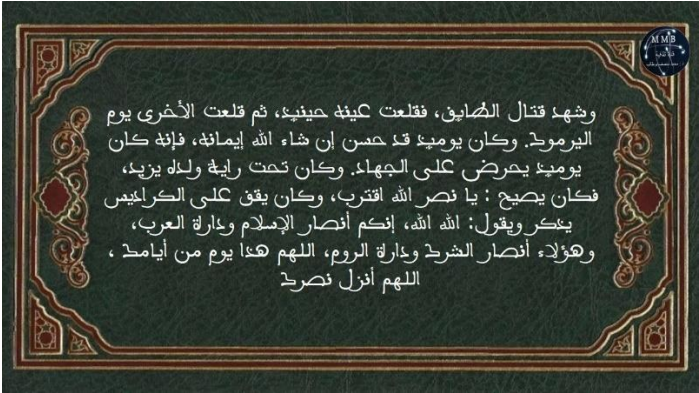 M M B
وشهد قتال الطائف، فقلعت عينه حينئذ، ثم قلعت الأخرى يوم
اليرموك. وكان يومئذ قد حسن إن شاء الله إيمانه، فإنه كان
يومئذ يحرض على الجهاد. وكان تحت راية ولده يزيد،
فكان يصيح : يا نصر الله اقترب، وكان يقف على الكراديس
يذكر ويقول: الله الله، إنكم أنصار الإسلام ودارة العرب،
وهؤلاء أنصار الشرك ودارة الروم، اللهم هذا يوم من أيامك ،
اللهم أنزل نصرك